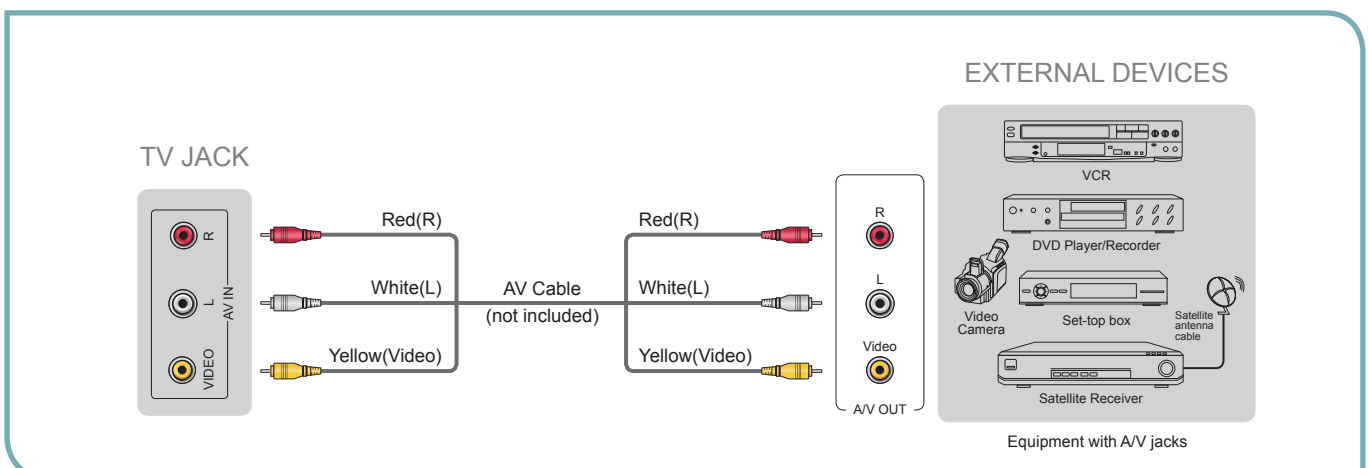 EXTERNAL DEVICES
TV JACK
R
L
AV IN
VIDEO
Red(R)
White(L)
Yellow(Video)
AV Cable
(not included)
Red(R)
White(L)
Yellow(Video)
R
L
Video
A/V OUT
VCR
DVD Player/Recorder
Video
Camera
Set-top box
Satellite
antenna
cable
Satellite Receiver
Equipment with A/V jacks